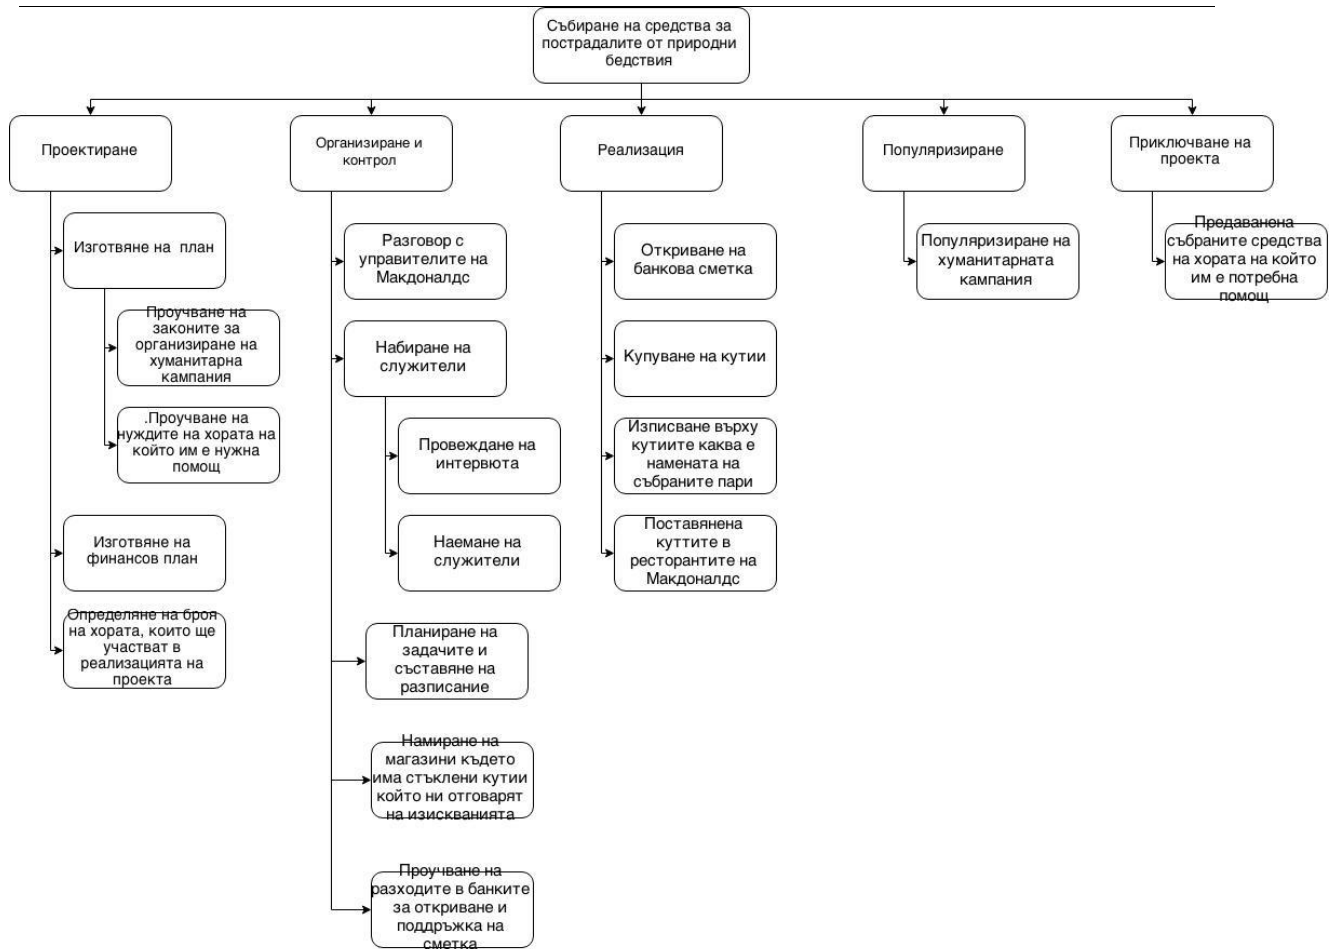 Събиране на средства за
пострадалите от природни
бедствия
Проектиране
Организиране и
контрол
Реализация
Популяризиране
Приключване на
проекта
Изготвяне на  план
Проучване на
законите за
организиране на
хуманитарна
кампания
.Проучване на
нуждите на хората на
който им е нужна
помощ
Изготвяне на
финансов план
Определяне на броя
на хората, които ще
участват в
реализацията на
проекта
Разговор с
управителите на
Макдоналдс
Набиране на
служители
Провеждане на
интервюта
Наемане на
служители
Планиране на
задачите и
съставяне на
разписание
Намиране на
магазини където
има стъклени кутии
който ни отговарят
на изискванията
Проучване на
разходите в банките
за откриване и
поддръжка на
сметка
Откриване на
банкова сметка
Купуване на кутии
Изписване върху
кутиите каква е
намената на
събраните пари
Поставянена
куттите в
ресторантите на
Макдоналдс
Популяризиране на
хуманитарната
кампания
Предаванена
събраните средства
на хората на който
им е потребна
помощ